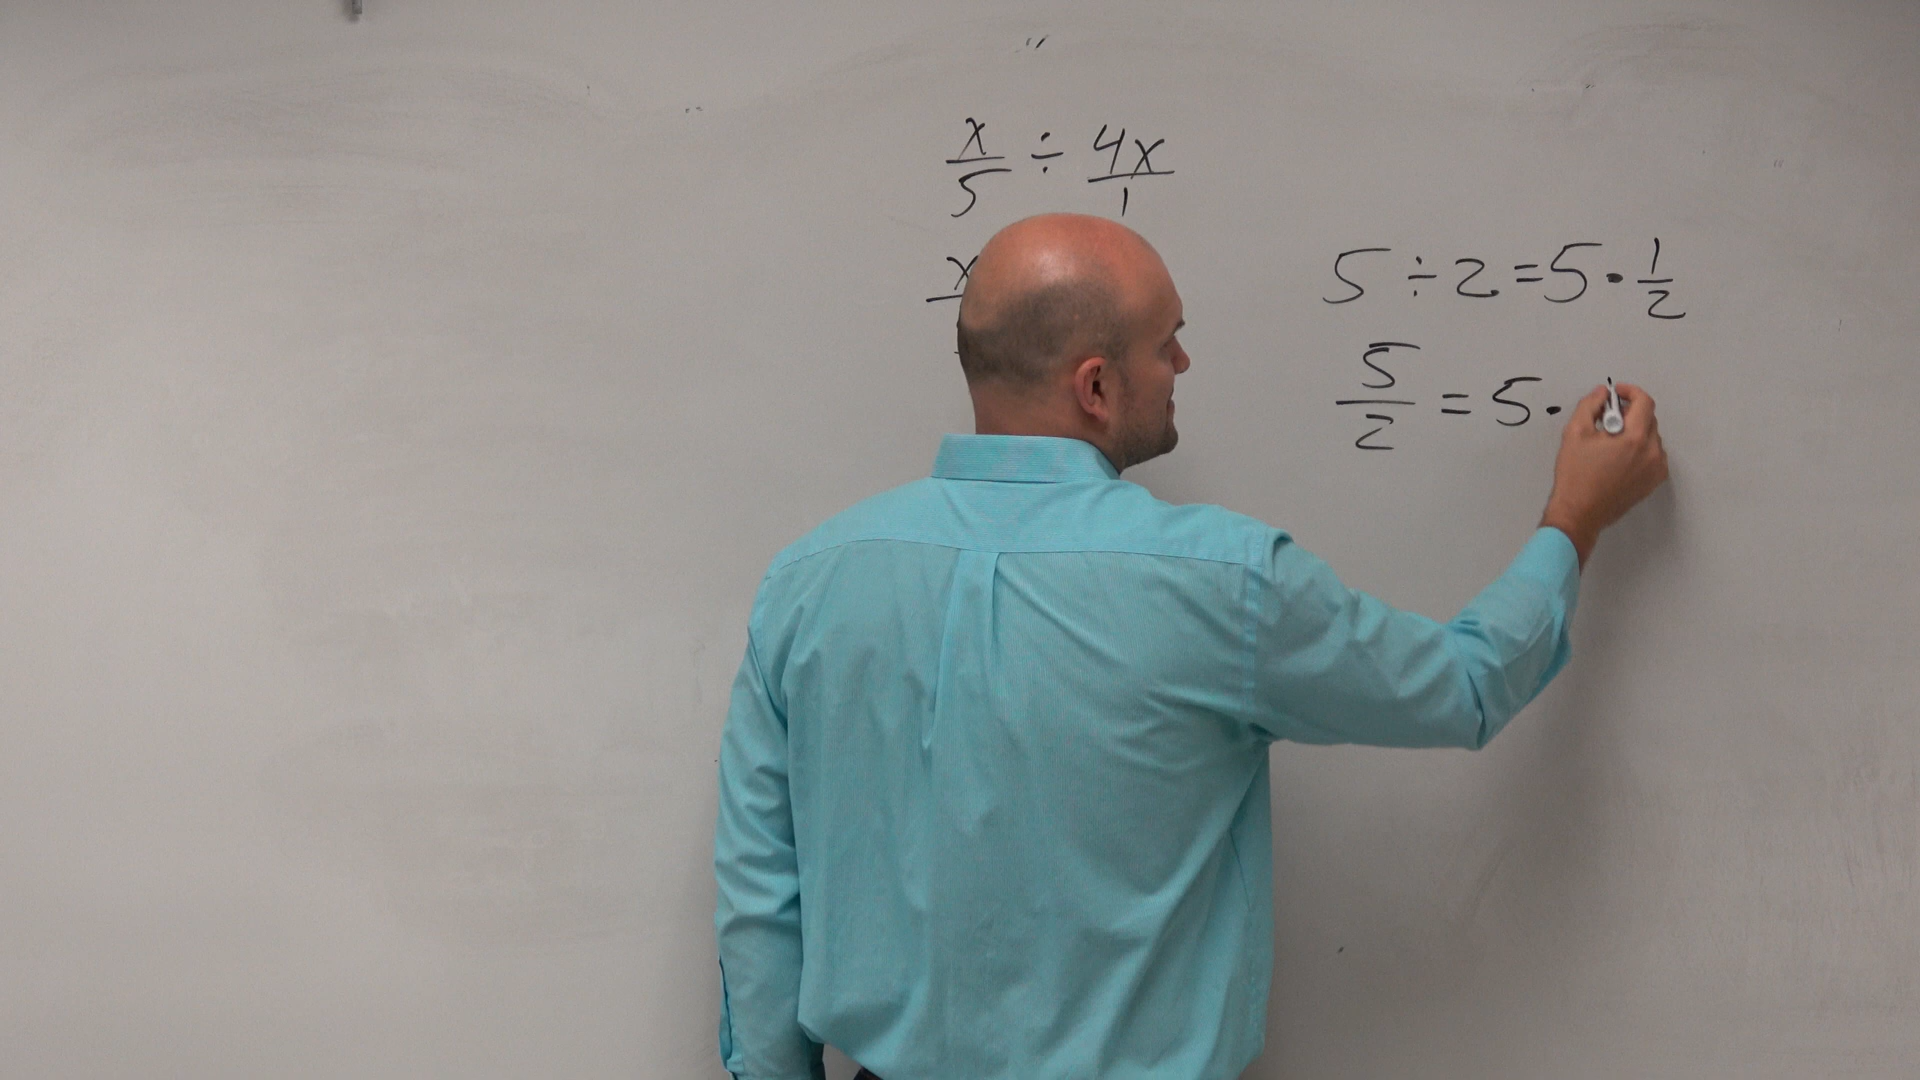 x/5 ÷ 4x/1
x
5 ÷ 2 = 5 · 1/2
5/2 = 5 ·